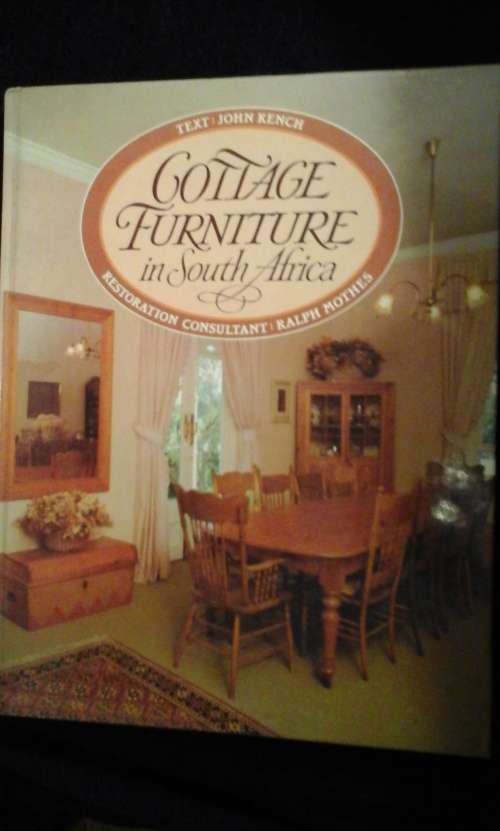 TEXT: JOHN KENCH
COTTAGE
FURNITURE
in South Africa
RESTORATION CONSULTANT: RALPH MOTHES